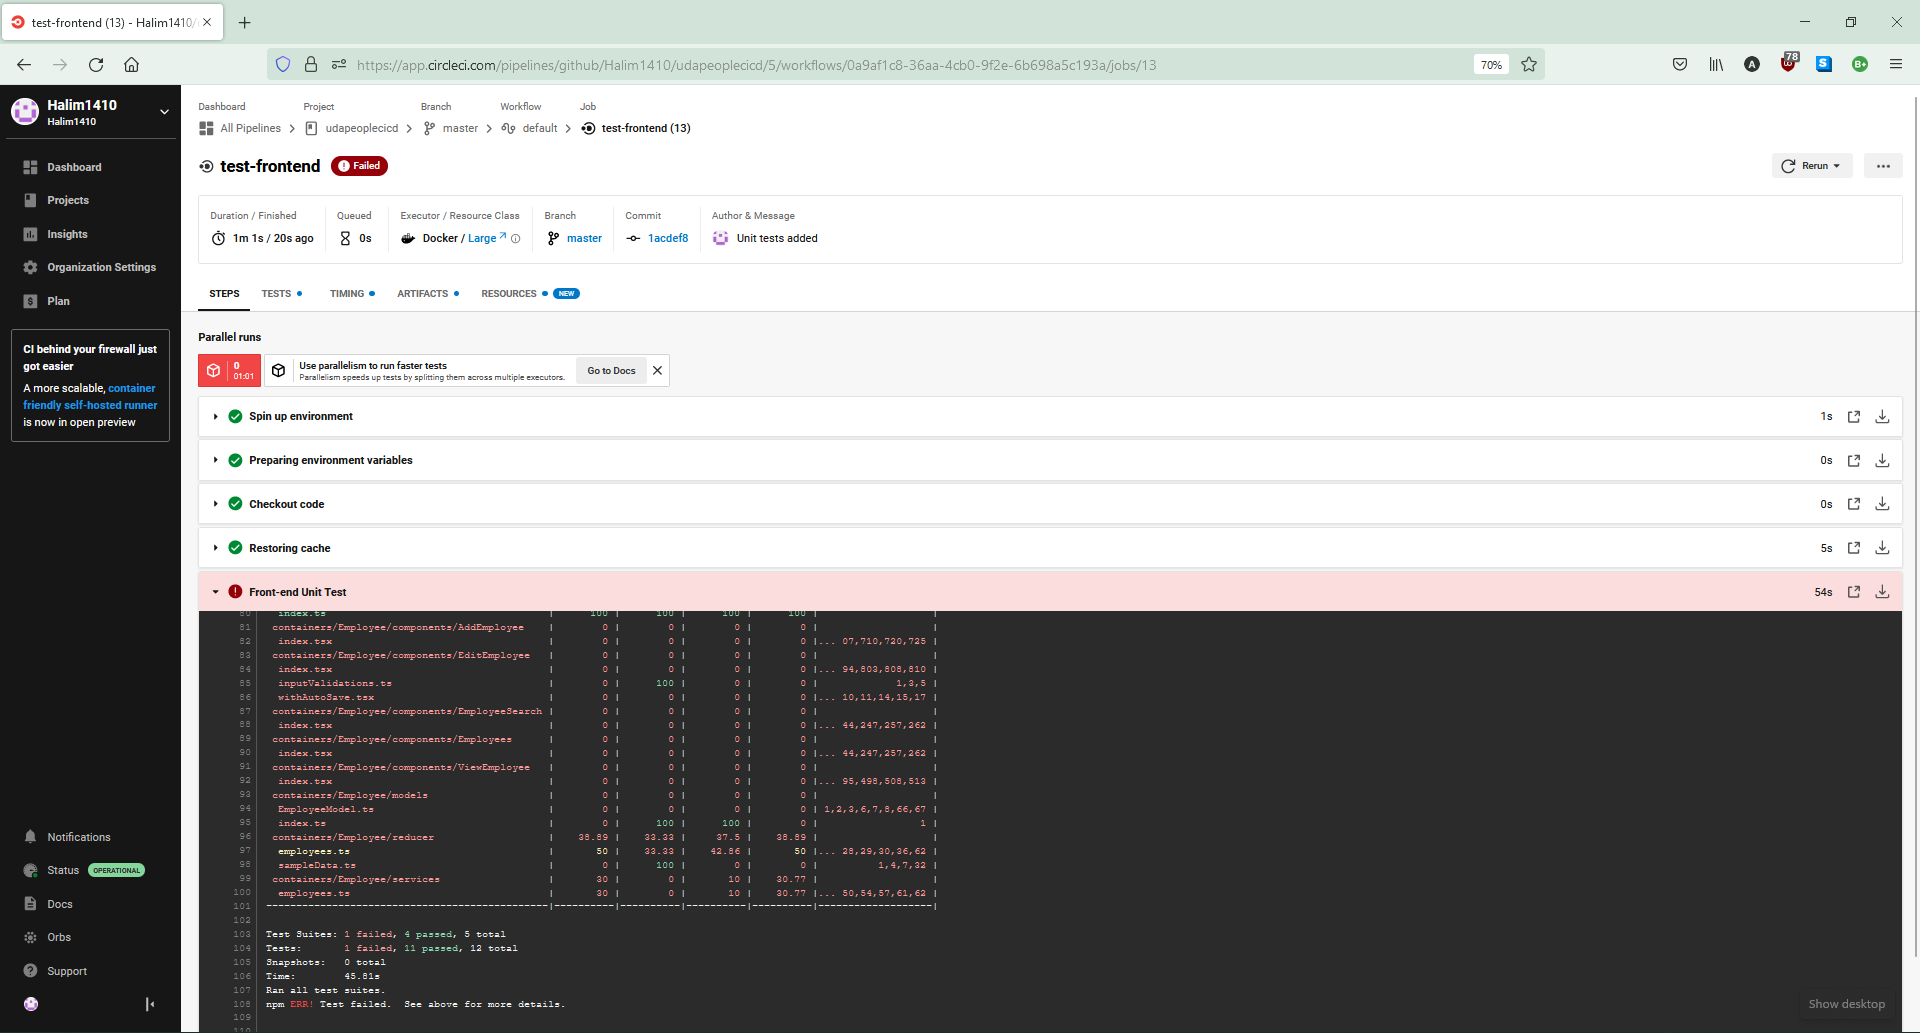 test-frontend (13) - Halim1410/
https://app.circleci.com/pipelines/github/Halim1410/udapeoplecicd/5/workflows/0a9af1c8-36aa-4cb0-9f2e-6b698a5c193a/jobs/13
70%
A
78
S
B+
Halim1410
Halim1410
Dashboard
Projects
Insights
Organization Settings
Plan
CI behind your firewall just
got easier
A more scalable, container
friendly self-hosted runner
is now in open preview
Notifications
Status OPERATIONAL
Docs
Orbs
Support
Dashboard Project Branch Workflow Job
All Pipelines udapeoplecicd master default test-frontend (13)
test-frontend Failed
Rerun
Duration / Finished Queued Executor / Resource Class Branch Commit Author & Message
1m 1s / 20s ago 0s Docker / Large master 1acdef8 Unit tests added
STEPS TESTS TIMING ARTIFACTS RESOURCES NEW
Parallel runs
0
01:01
Use parallelism to run faster tests
Parallelism speeds up tests by splitting them across multiple executors.
Go to Docs
Spin up environment 1s
Preparing environment variables 0s
Checkout code 0s
Restoring cache 5s
Front-end Unit Test 54s
80 index.ts | 100 | 100 | 100 | 100 | |
81 containers/Employee/components/AddEmployee | 0 | 0 | 0 | 0 | |
82 index.tsx | 0 | 0 | 0 | 0 |... 07,710,720,725 |
83 containers/Employee/components/EditEmployee | 0 | 0 | 0 | 0 | |
84 index.tsx | 0 | 0 | 0 | 0 |... 94,803,808,810 |
85 inputValidations.ts | 0 | 100 | 0 | 0 | 1,3,5 |
86 withAutoSave.tsx | 0 | 0 | 0 | 0 |... 10,11,14,15,17 |
87 containers/Employee/components/EmployeeSearch | 0 | 0 | 0 | 0 | |
88 index.tsx | 0 | 0 | 0 | 0 |... 44,247,257,262 |
89 containers/Employee/components/Employees | 0 | 0 | 0 | 0 | |
90 index.tsx | 0 | 0 | 0 | 0 |... 44,247,257,262 |
91 containers/Employee/components/ViewEmployee | 0 | 0 | 0 | 0 | |
92 index.tsx | 0 | 0 | 0 | 0 |... 95,498,508,513 |
93 containers/Employee/models | 0 | 0 | 0 | 0 | |
94 EmployeeModel.ts | 0 | 0 | 0 | 0 | 1,2,3,6,7,8,66,67 |
95 index.ts | 0 | 100 | 100 | 0 | 1 |
96 containers/Employee/reducer | 38.89 | 33.33 | 37.5 | 38.89 | |
97 employees.ts | 50 | 33.33 | 42.86 | 50 |... 28,29,30,36,62 |
98 sampleData.ts | 0 | 100 | 0 | 0 | 1,4,7,32 |
99 containers/Employee/services | 30 | 0 | 10 | 30.77 | |
100 employees.ts | 30 | 0 | 10 | 30.77 |... 50,54,57,61,62 |
101 -----------------------------------------------|----------|----------|----------|----------|-------------------|
102
103 Test Suites: 1 failed, 4 passed, 5 total
104 Tests: 1 failed, 11 passed, 12 total
105 Snapshots: 0 total
106 Time: 45.81s
107 Ran all test suites.
108 npm ERR! Test failed. See above for more details.
109
110
Show desktop